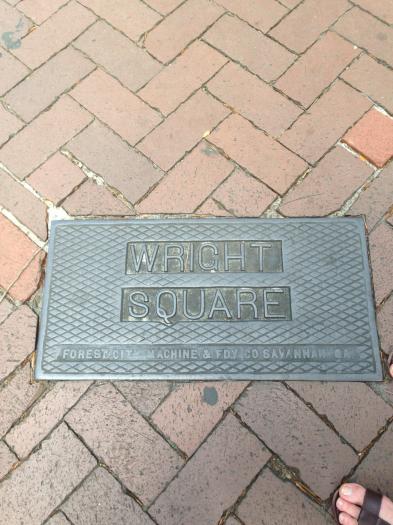 WRIGHT
SQUARE
FOREST CITY MACHINE & FDY. CO SAVANNAH. GA.